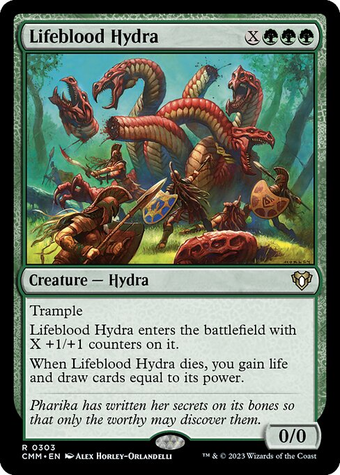 Lifeblood Hydra X
Creature — Hydra
Trample
Lifeblood Hydra enters the battlefield with
X +1/+1 counters on it.
When Lifeblood Hydra dies, you gain life
and draw cards equal to its power.
Pharika has written her secrets on its bones so
that only the worthy may discover them.
0/0
R 0303
CMM • EN ALEX HORLEY-ORLANDELLI ™ & © 2023 Wizards of the Coast